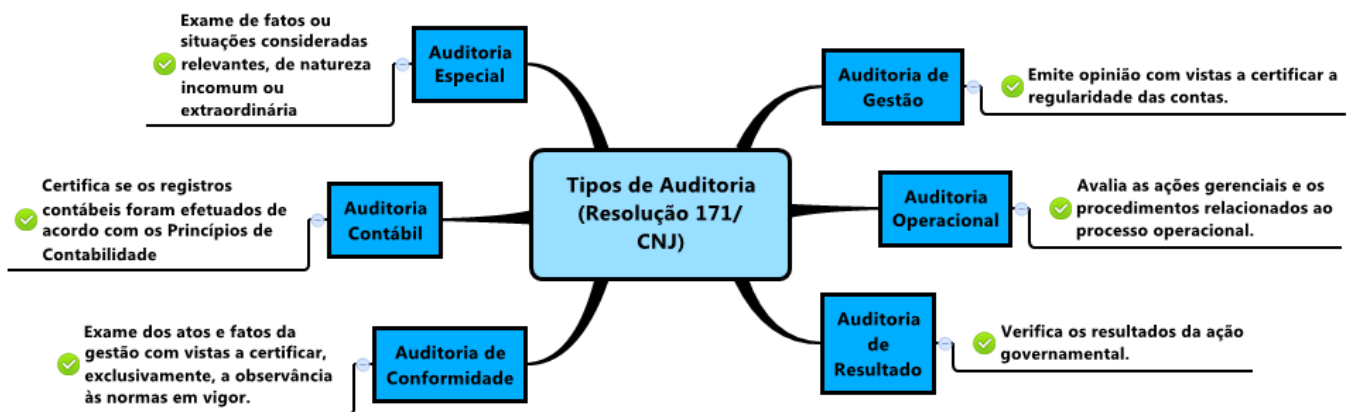 Tipos de Auditoria
(Resolução 171/
CNJ)
Auditoria
Especial
Exame de fatos ou
situações consideradas
relevantes, de natureza
incomum ou
extraordinária
Auditoria
Contábil
Certifica se os registros
contábeis foram efetuados de
acordo com os Princípios de
Contabilidade
Auditoria de
Conformidade
Exame dos atos e fatos da
gestão com vistas a certificar,
exclusivamente, a observância
às normas em vigor.
Auditoria de
Gestão
Emite opinião com vistas a certificar a
regularidade das contas.
Auditoria
Operacional
Avalia as ações gerenciais e os
procedimentos relacionados ao
processo operacional.
Auditoria
de
Resultado
Verifica os resultados da ação
governamental.